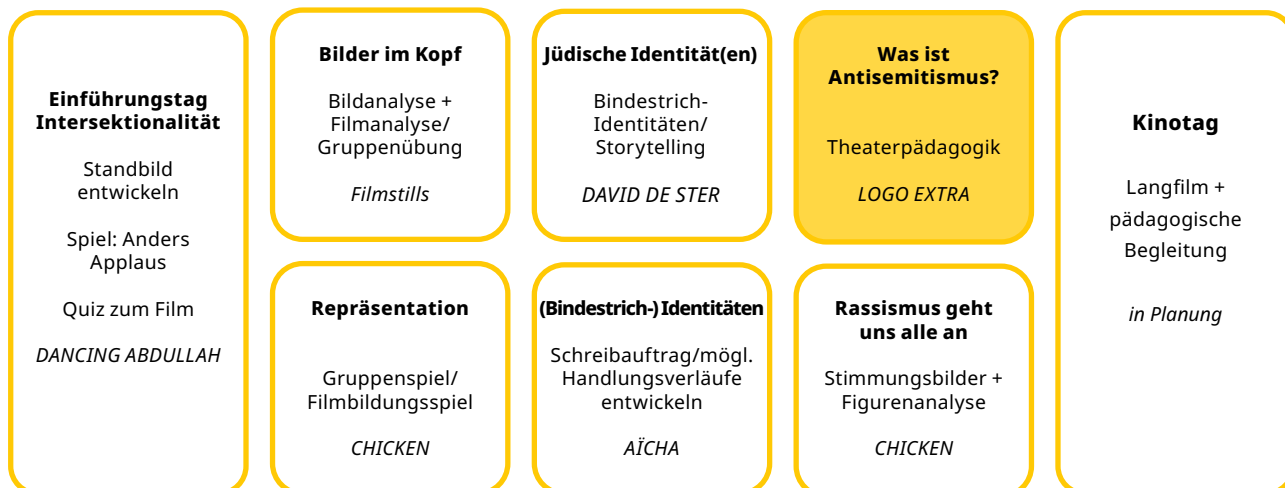 Einführungstag
Intersektionalität
Standbild
entwickeln
Spiel: Anders
Applaus
Quiz zum Film
DANCING ABDULLAH
Bilder im Kopf
Bildanalyse +
Filmanalyse/
Gruppenübung
Filmstills
Jüdische Identität(en)
Bindestrich-
Identitäten/
Storytelling
DAVID DE STER
Was ist
Antisemitismus?
Theaterpädagogik
LOGO EXTRA
Repräsentation
Gruppenspiel/
Filmbildungsspiel
CHICKEN
(Bindestrich-) Identitäten
Schreibauftrag/mögl.
Handlungsverläufe
entwickeln
AÏCHA
Rassismus geht
uns alle an
Stimmungsbilder +
Figurenanalyse
CHICKEN
Kinotag
Langfilm +
pädagogische
Begleitung
in Planung